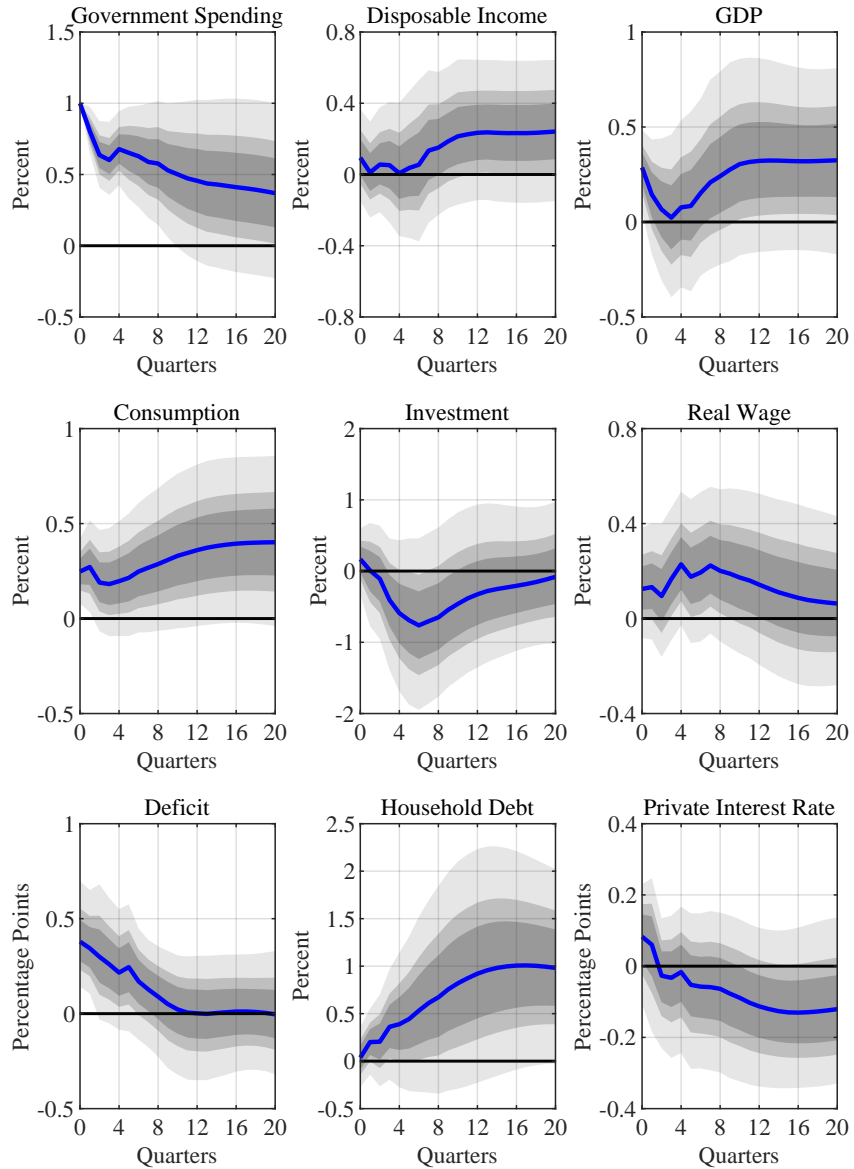 Government Spending
Disposable Income
GDP
Percent
1.5
1
0.5
0
-0.5
0 4 8 12 16 20
Quarters
Percent
0.8
0.4
0
-0.4
-0.8
0 4 8 12 16 20
Quarters
Percent
1
0.5
0
-0.5
0 4 8 12 16 20
Quarters
Consumption
Investment
Real Wage
Percent
1
0.5
0
-0.5
0 4 8 12 16 20
Quarters
Percent
2
1
0
-1
-2
0 4 8 12 16 20
Quarters
Percent
0.8
0.4
0
-0.4
0 4 8 12 16 20
Quarters
Deficit
Household Debt
Private Interest Rate
Percentage Points
1
0.5
0
-0.5
0 4 8 12 16 20
Quarters
Percent
2.5
2
1.5
1
0.5
0
-0.5
0 4 8 12 16 20
Quarters
Percentage Points
0.4
0.2
0
-0.2
-0.4
0 4 8 12 16 20
Quarters